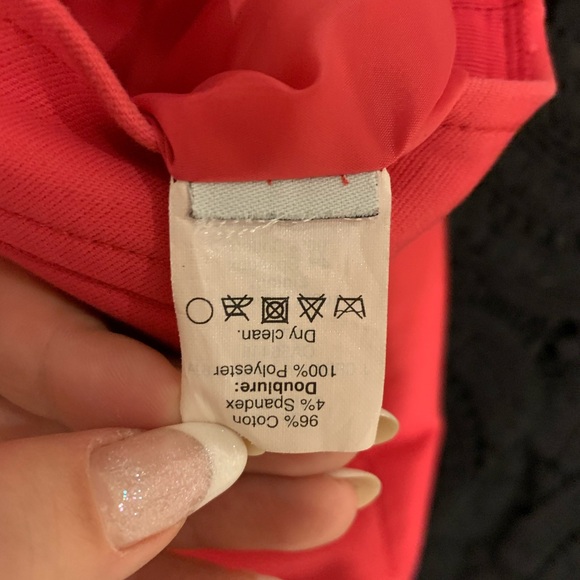 96% Coton
4% Spandex
Doublure:
100% Polyester
Dry clean.